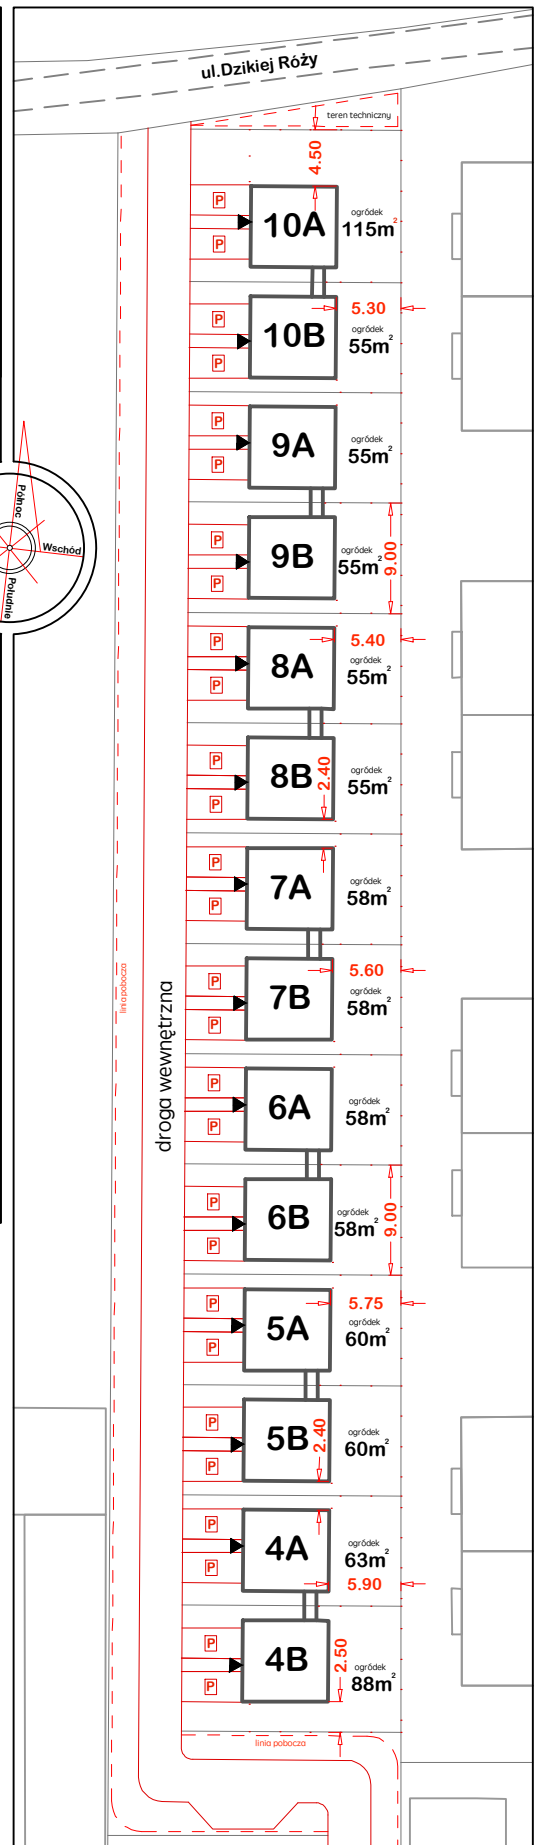 ul.Dzikiej Róży
teren techniczny
4.50
P
10A
ogródek
115m²
P
5.30
P
10B
ogródek
55m²
P
P
9A
ogródek
55m²
P
Północ
Wschód
Południe
P
9B
ogródek
55m²
9.00
P
5.40
P
8A
ogródek
55m²
P
P
8B
2.40
ogródek
55m²
P
P
7A
ogródek
58m²
P
linia pobocza
droga wewnętrzna
5.60
P
7B
ogródek
58m²
P
P
6A
ogródek
58m²
P
P
6B
ogródek
58m²
9.00
P
5.75
P
5A
ogródek
60m²
P
P
5B
2.40
ogródek
60m²
P
P
4A
ogródek
63m²
P
5.90
P
4B
2.50
ogródek
88m²
P
linia pobocza